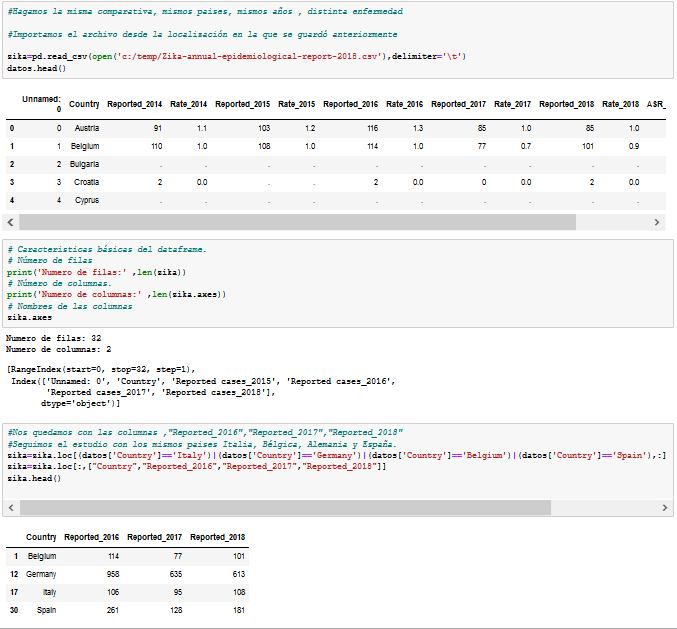 #Hagamos la misma comparativa, mismos paises, mismos años , distinta enfermedad
#Importamos el archivo desde la localización en la que se guardó anteriormente
zika=pd.read_csv(open('c:/temp/Zika-annual-epidemiological-report-2018.csv'),delimiter='\t')
datos.head()
Unnamed: 0 Country Reported_2014 Rate_2014 Reported_2015 Rate_2015 Reported_2016 Rate_2016 Reported_2017 Rate_2017 Reported_2018 Rate_2018 ASR_
0 0 Austria 91 1.1 103 1.2 116 1.3 85 1.0 85 1.0
1 1 Belgium 110 1.0 108 1.0 114 1.0 77 0.7 101 0.9
2 2 Bulgaria . . . . . . . . . .
3 3 Croatia 2 0.0 . . 2 0.0 0 0.0 2 0.0
4 4 Cyprus . . . . . . . . . .
# Caracteristicas básicas del dataframe.
# Número de filas
print('Numero de filas:' ,len(zika))
# Número de columnas.
print('Numero de columnas:' ,len(zika.axes))
# Nombres de las columnas
zika.axes
Numero de filas: 32
Numero de columnas: 2
[RangeIndex(start=0, stop=32, step=1),
Index(['Unnamed: 0', 'Country', 'Reported cases_2015', 'Reported cases_2016',
'Reported cases_2017', 'Reported cases_2018'],
dtype='object')]
#Nos quedamos con las columnas ,"Reported_2016","Reported_2017","Reported_2018"
#Seguimos el estudio con los mismos paises Italia, Bélgica, Alemania y España.
zika=zika.loc[(datos['Country']=='Italy')|(datos['Country']=='Germany')|(datos['Country']=='Belgium')|(datos['Country']=='Spain'),:]
zika=zika.loc[:,["Country","Reported_2016","Reported_2017","Reported_2018"]]
zika.head()
Country Reported_2016 Reported_2017 Reported_2018
1 Belgium 114 77 101
12 Germany 958 635 613
17 Italy 106 95 108
30 Spain 261 128 181